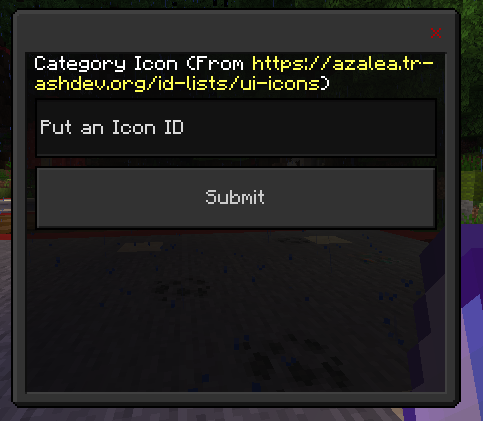 Category Icon (From https://azalea.tr-
ashdev.org/id-lists/ui-icons)
Put an Icon ID
Submit